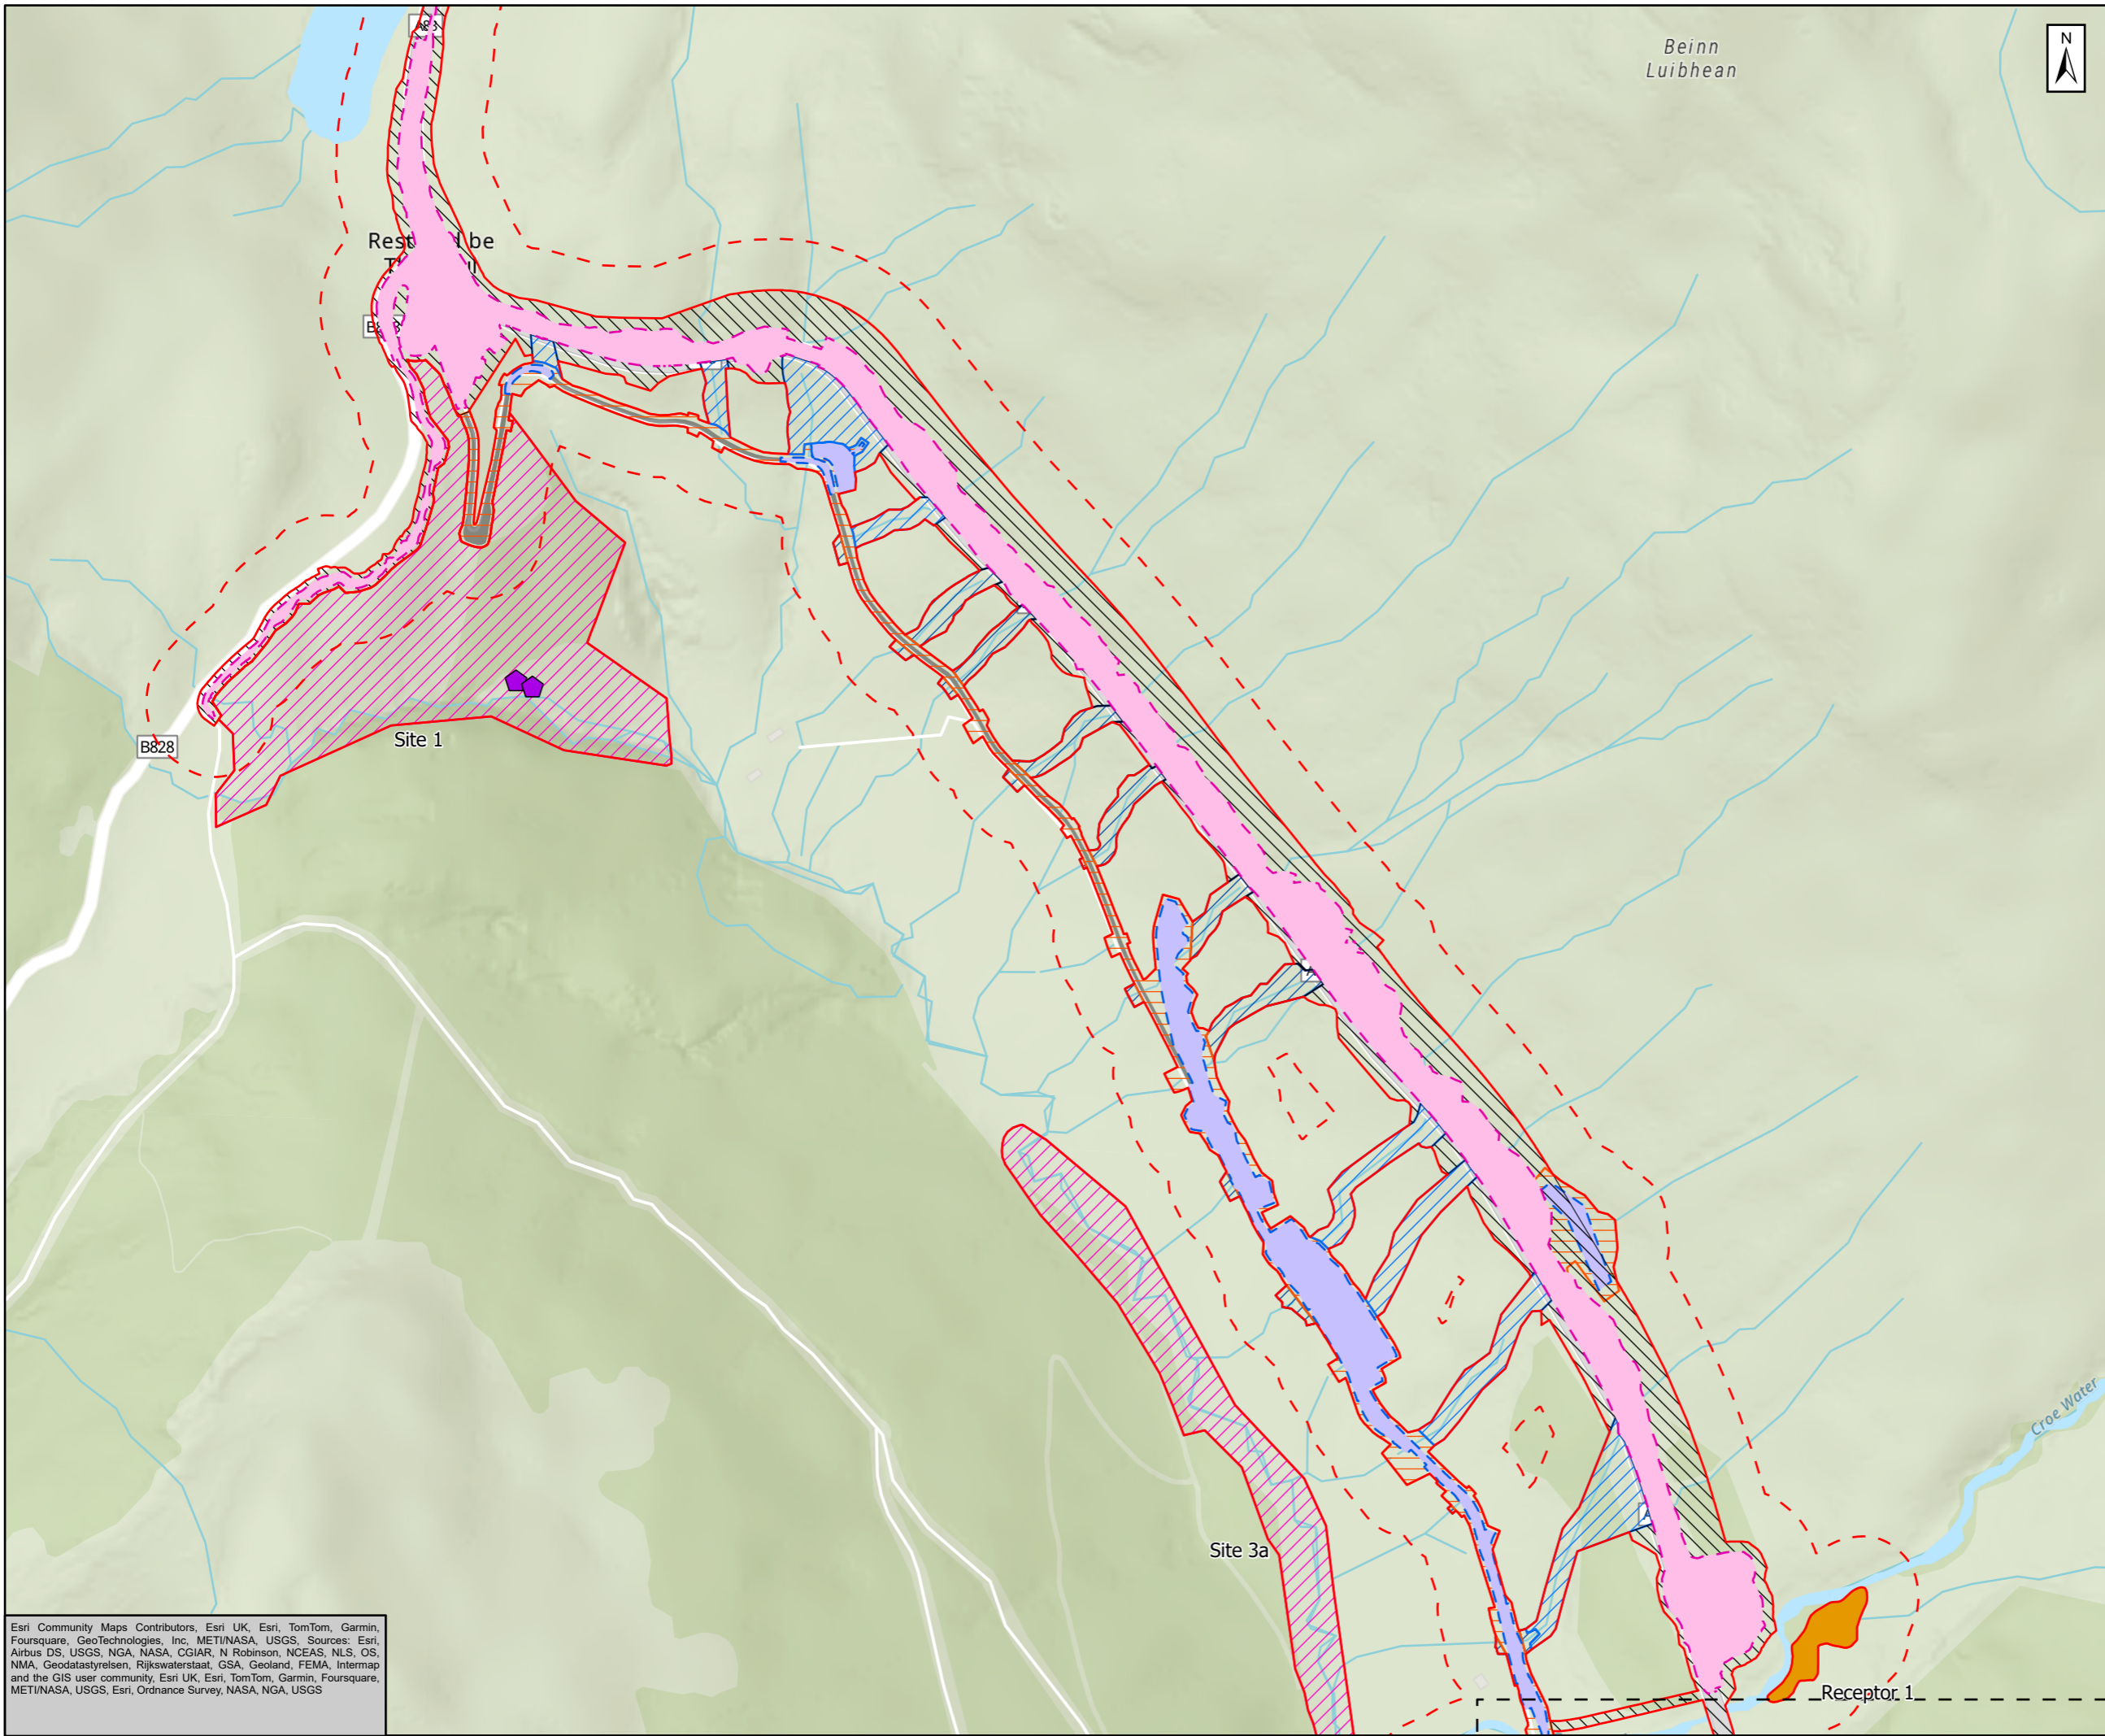 Beinn
Luibhean
N
B828
Site 1
Croe Water
Site 3a
Receptor 1
Esri Community Maps Contributors, Esri UK, Esri, TomTom, Garmin,
Foursquare, GeoTechnologies, Inc, METI/NASA, USGS, Sources: Esri,
Airbus DS, USGS, NGA, NASA, CGIAR, N Robinson, NCEAS, NLS, OS,
NMA, Geodatastyrelsen, Rijkswaterstaat, GSA, Geoland, FEMA, Intermap
and the GIS user community, Esri UK, Esri, TomTom, Garmin, Foursquare,
METI/NASA, USGS, Esri, Ordnance Survey, NASA, NGA, USGS